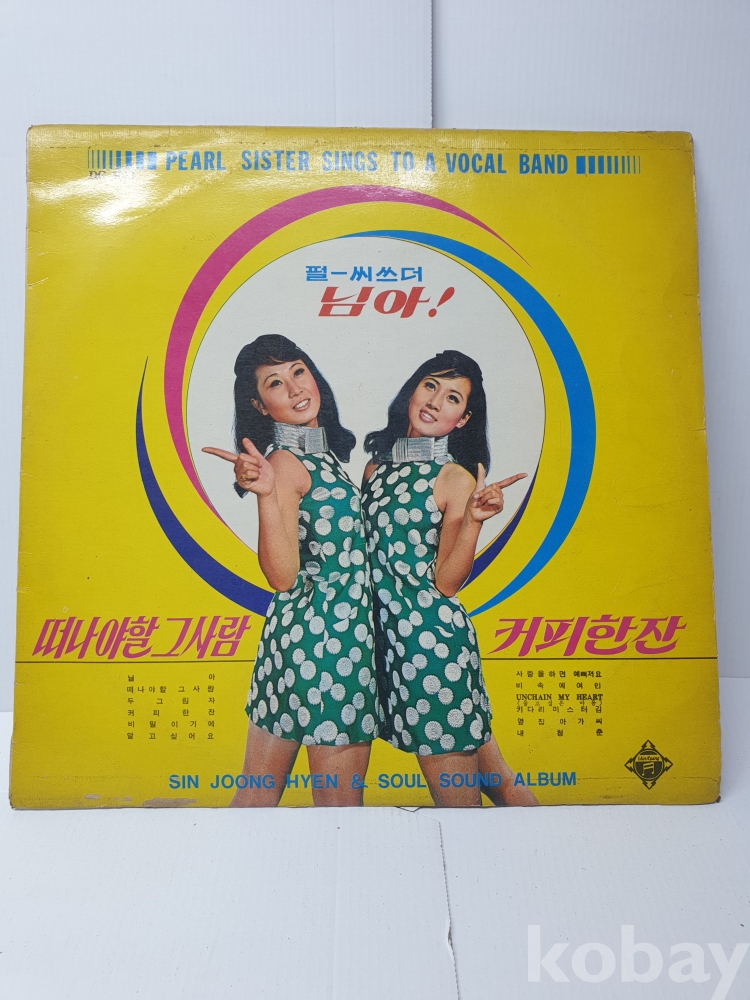 PEARL SISTER SINGS TO A VOCAL BAND
펄-씨쓰더
님아!
떠나야할 그사람
커피한잔
님 아
떠나야할 그 사람
두 그 림 자
커 피 한 잔
비 밀 이 기 에
알 고 싶 어 요
사랑을하면 예뻐져요
비 속 에 여 인
UNCHAIN MY HEART
키다리미스터김
옆 집 아 가 씨
내 청 춘
SIN JOONG HYEN & SOUL SOUND ALBUM
kobay